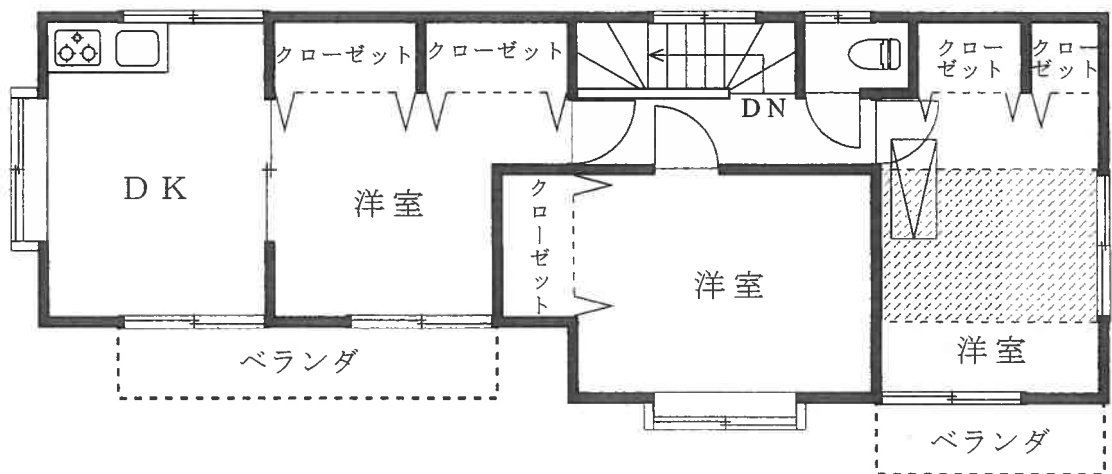 クローゼット
クローゼット
クロー
ゼット
クロー
ゼット
DN
DK
洋室
クローゼット
洋室
洋室
ベランダ
ベランダ